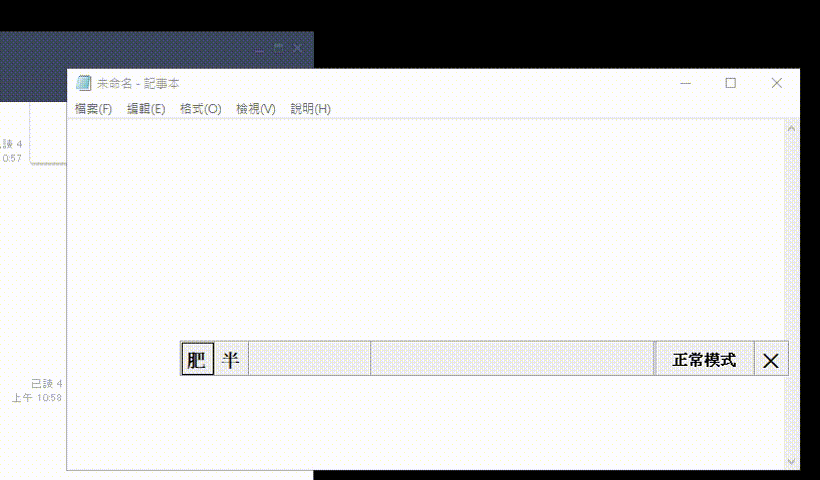 未命名 - 記事本
檔案(F) 編輯(E) 格式(O) 檢視(V) 說明(H)
已讀 4
0:57
肥 半 正常模式
已讀 4
上午 10:58